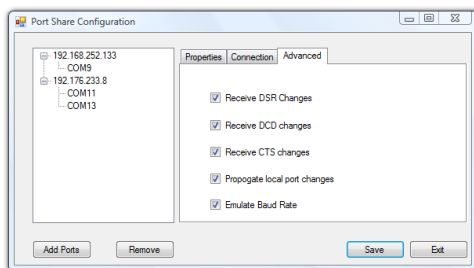 Port Share Configuration
192.168.252.133
COM9
192.176.233.8
COM11
COM13
Properties Connection Advanced
Receive DSR Changes
Receive DCD changes
Receive CTS changes
Propogate local port changes
Emulate Baud Rate
Add Ports Remove Save Exit